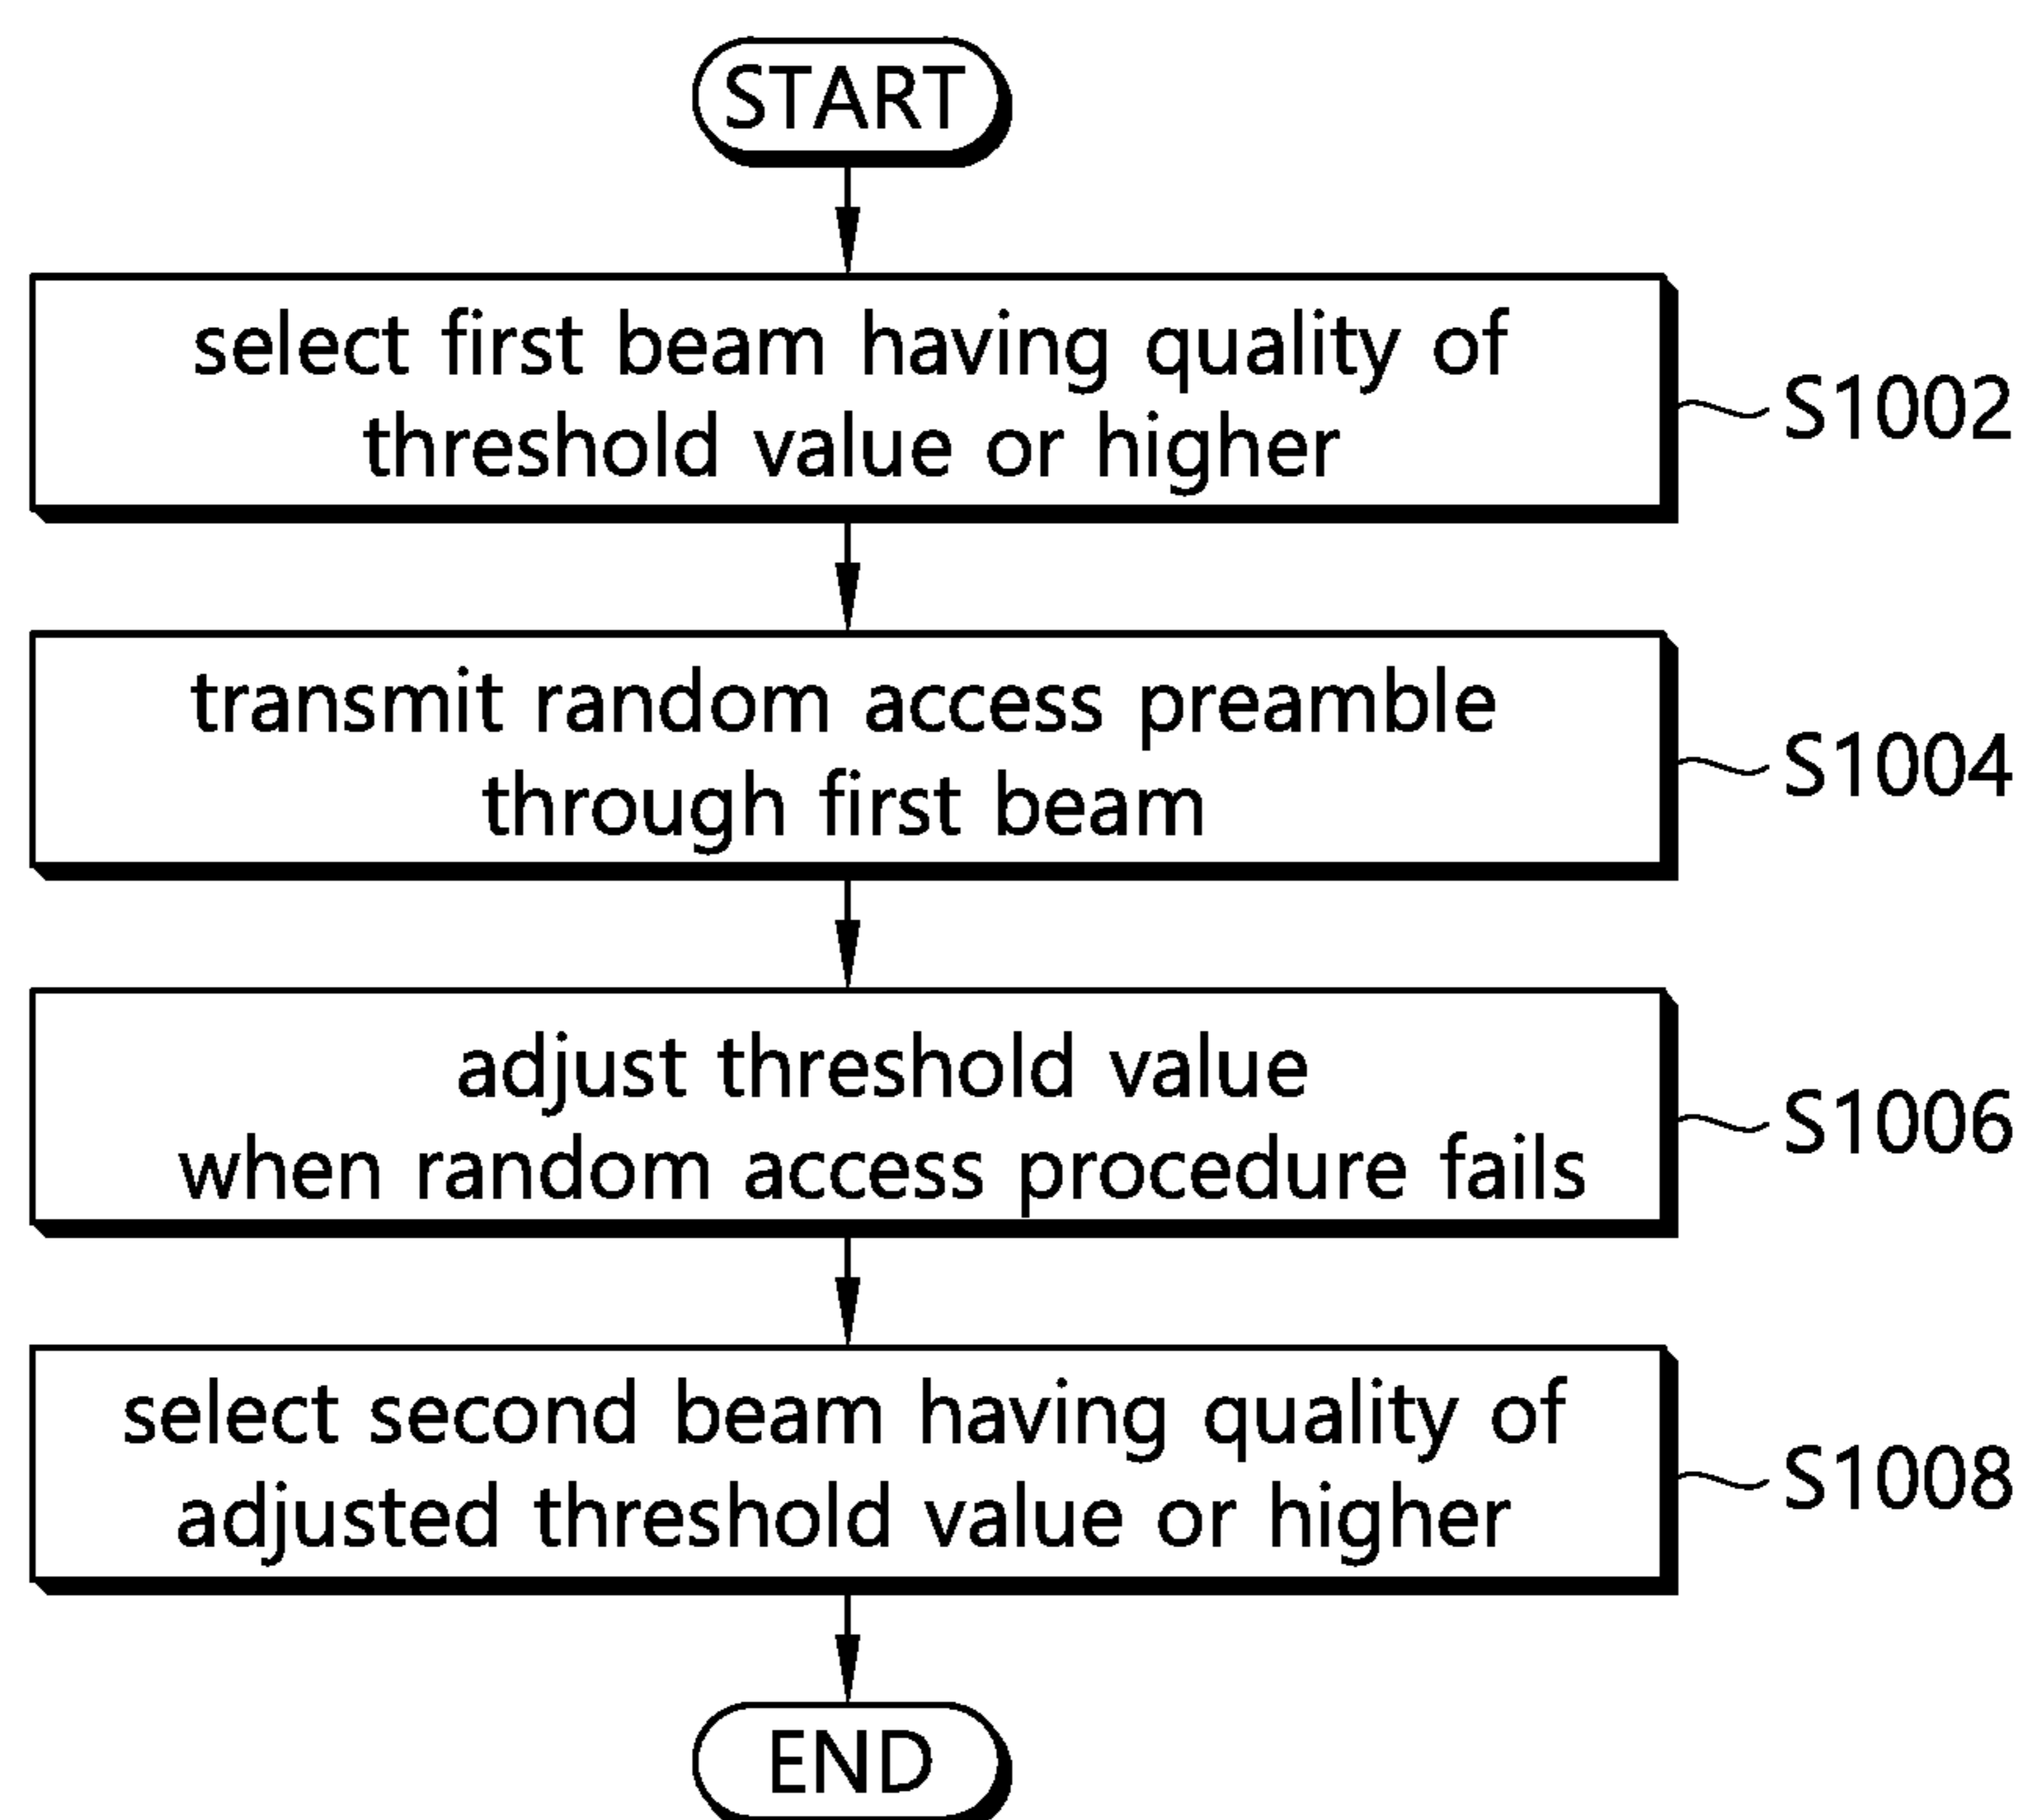 START
select first beam having quality of
threshold value or higher
S1002
transmit random access preamble
through first beam
S1004
adjust threshold value
when random access procedure fails
S1006
select second beam having quality of
adjusted threshold value or higher
S1008
END